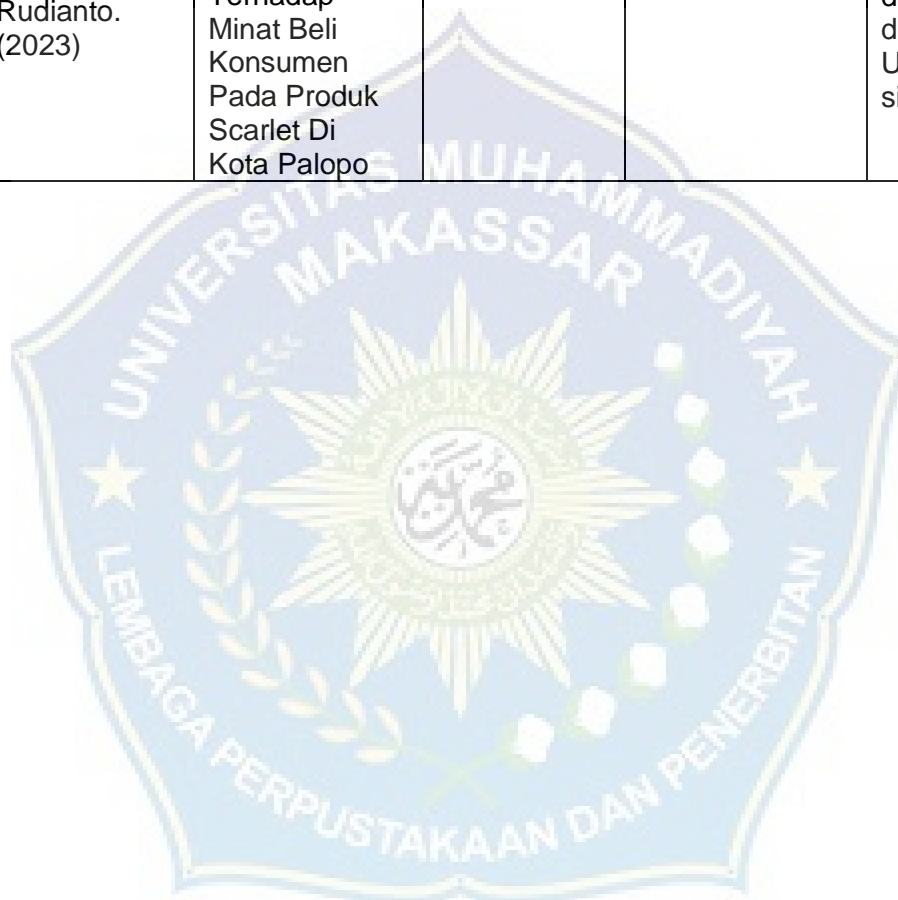 Rudianto.
(2023)
Terhadap
Minat Beli
Konsumen
Pada Produk
Scarlet Di
Kota Palopo
UNIVERSITAS MUHAMMADIYAH
MAKASSAR
LEMBAGA PERPUSTAKAAN DAN PENERBITAN